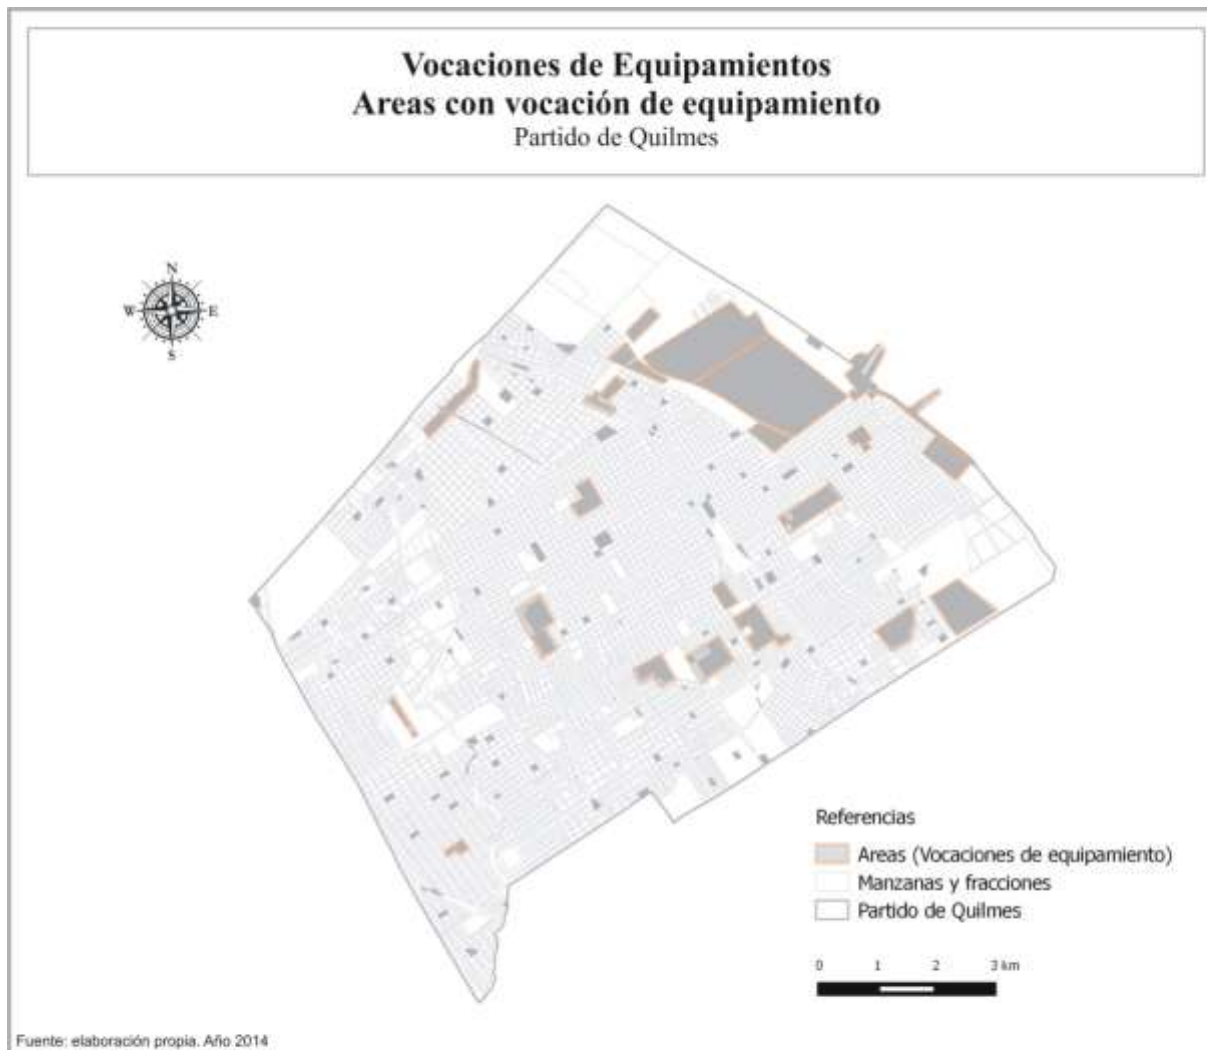 Vocaciones de Equipamientos
Areas con vocación de equipamiento
Partido de Quilmes
N
W E
S
Referencias
Areas (Vocaciones de equipamiento)
Manzanas y fracciones
Partido de Quilmes
0 1 2 3 km
Fuente: elaboración propia. Año 2014